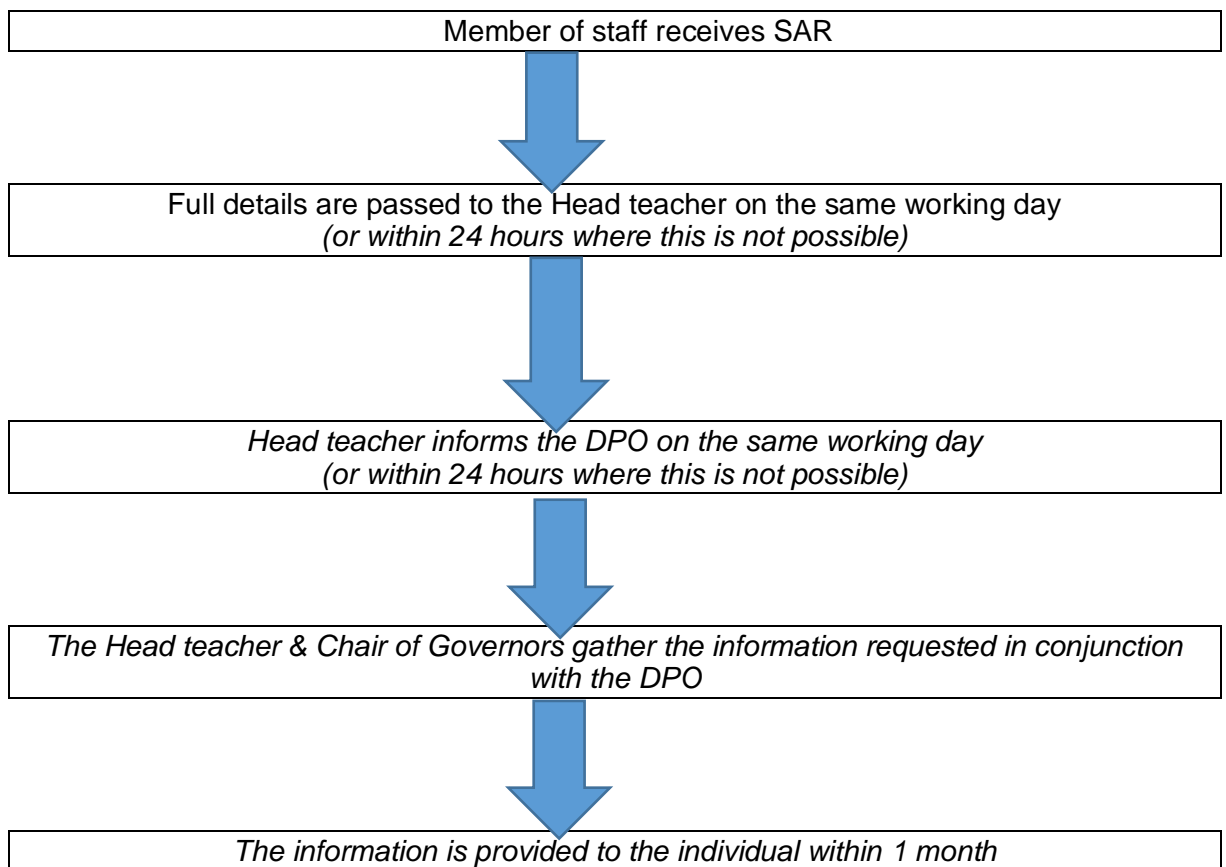 Member of staff receives SAR
Full details are passed to the Head teacher on the same working day
(or within 24 hours where this is not possible)
Head teacher informs the DPO on the same working day
(or within 24 hours where this is not possible)
The Head teacher & Chair of Governors gather the information requested in conjunction
with the DPO
The information is provided to the individual within 1 month